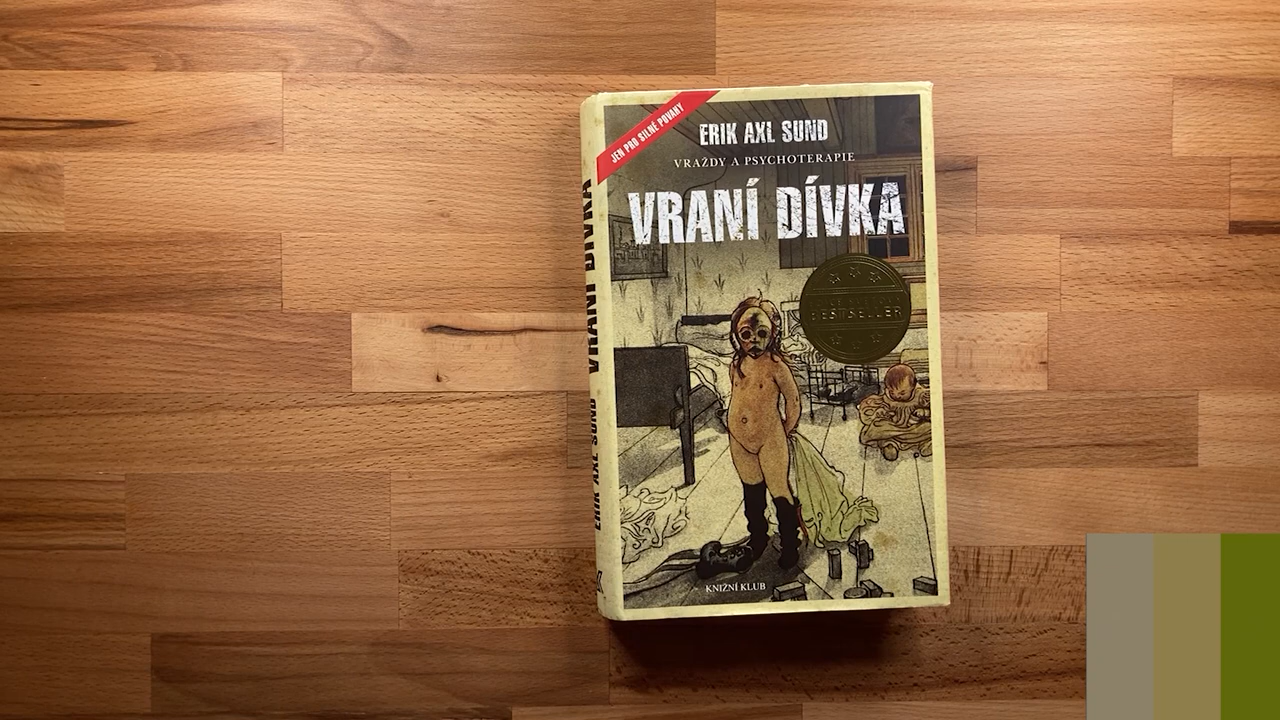 JEN PRO SILNÉ POVAHY
ERIK AXL SUND
VRAŽDY A PSYCHOTERAPIE
VRANÍ DÍVKA
BESTSELLER
KNIŽNÍ KLUB
ERIK AXL SUND VRANÍ DÍVKA